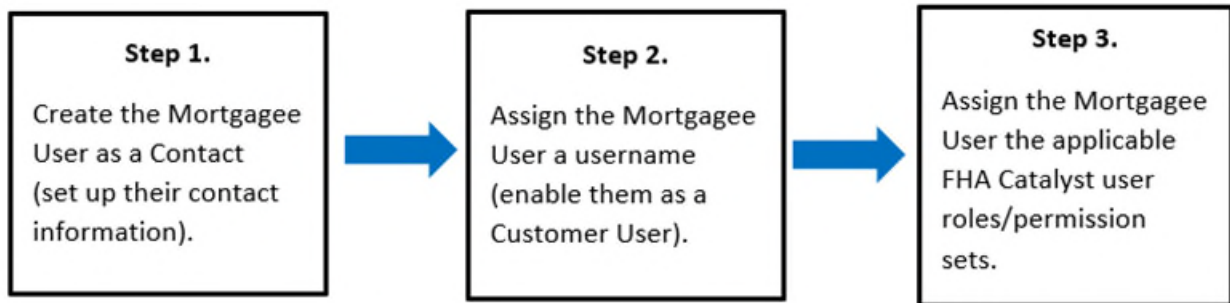 Step 1.
Create the Mortgagee
User as a Contact
(set up their contact
information).
Step 2.
Assign the Mortgagee
User a username
(enable them as a
Customer User).
Step 3.
Assign the Mortgagee
User the applicable
FHA Catalyst user
roles/permission
sets.